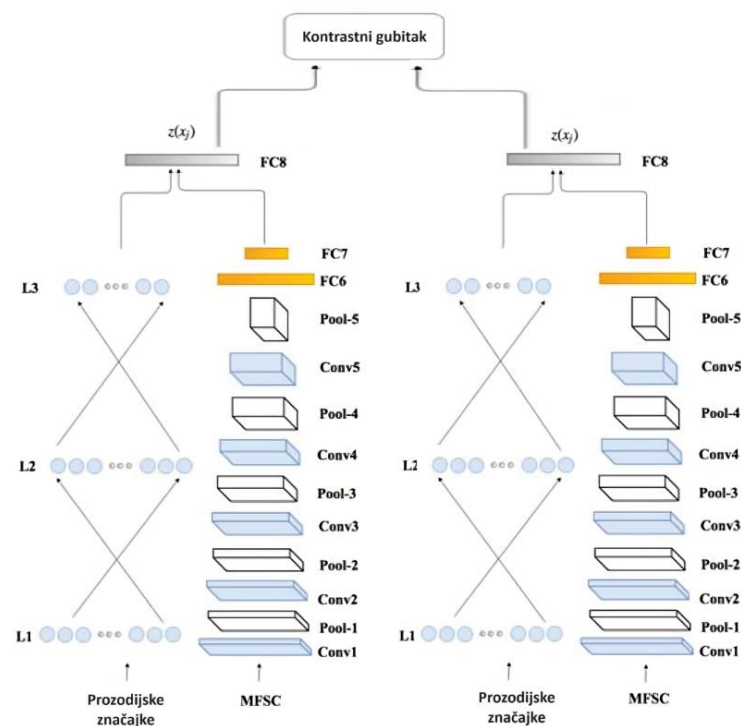 Kontrastni gubitak
z(xj)
FC8
FC7
L3
FC6
Pool-5
Conv5
Pool-4
Conv4
L2
Pool-3
Conv3
Pool-2
Conv2
L1
Pool-1
Conv1
Prozodijske
značajke
MFSC
z(xj)
FC8
FC7
L3
FC6
Pool-5
Conv5
Pool-4
Conv4
L2
Pool-3
Conv3
Pool-2
Conv2
L1
Pool-1
Conv1
Prozodijske
značajke
MFSC